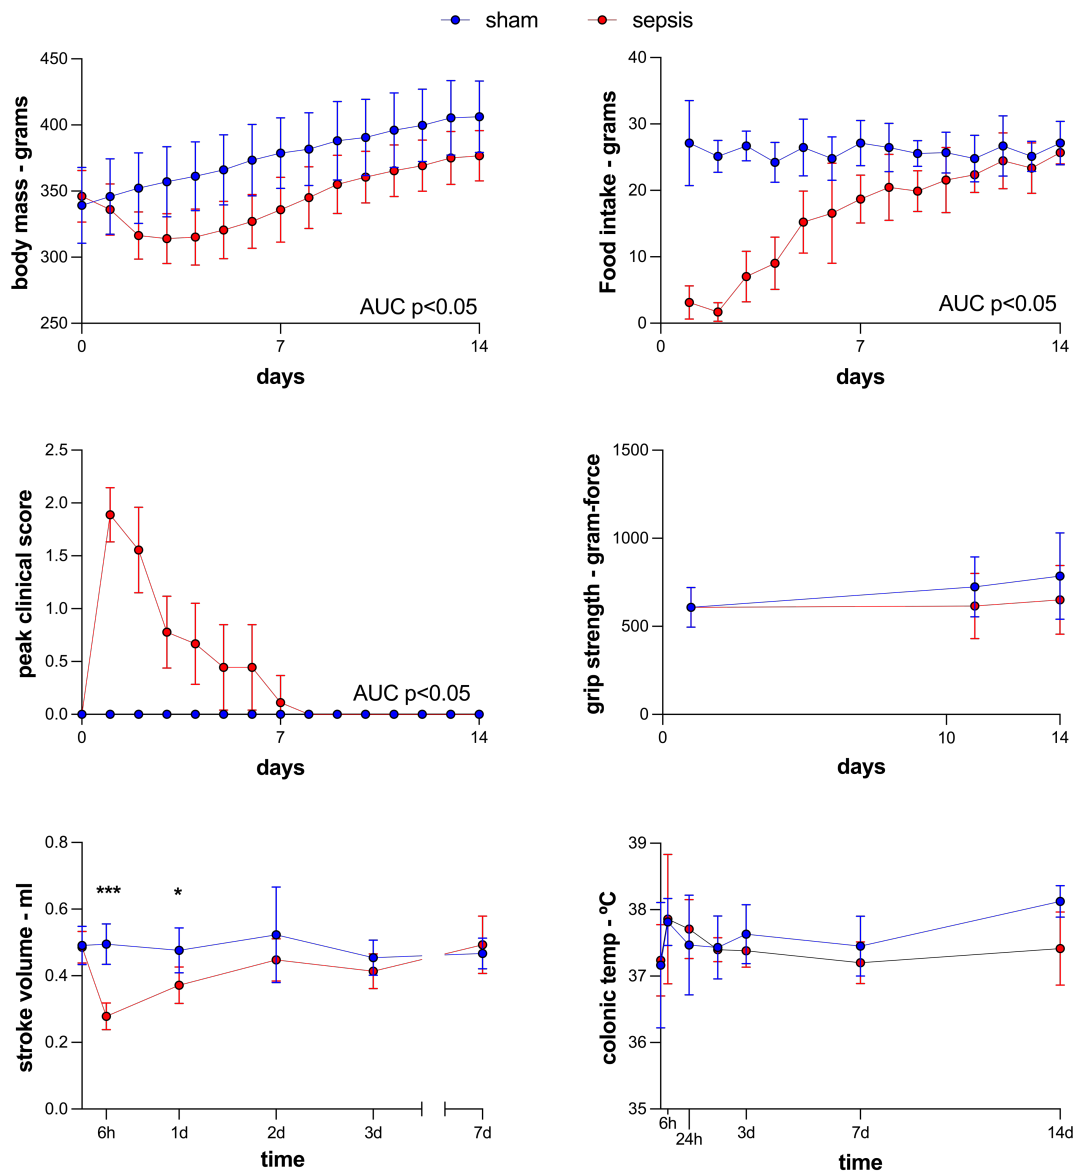 sham sepsis
450
400
350
300
250
body mass - grams
AUC p<0.05
0 7 14
days
40
30
20
10
0
Food intake - grams
AUC p<0.05
0 7 14
days
2.5
2.0
1.5
1.0
0.5
0.0
peak clinical score
AUC p<0.05
0 7 14
days
1500
1000
500
0
grip strength - gram-force
0 10 14
days
0.8
0.6
0.4
0.2
0.0
stroke volume - ml
*** *
6h 1d 2d 3d 7d
time
39
38
37
36
35
colonic temp - ºC
6h 24h 3d 7d 14d
time